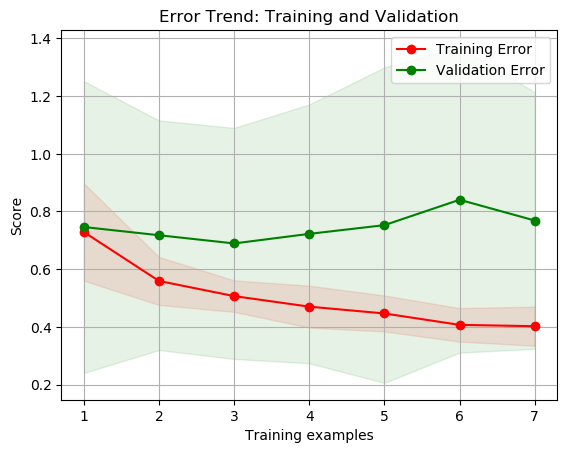 Error Trend: Training and Validation
Training Error
Validation Error
Score
1.4
1.2
1.0
0.8
0.6
0.4
0.2
1 2 3 4 5 6 7
Training examples